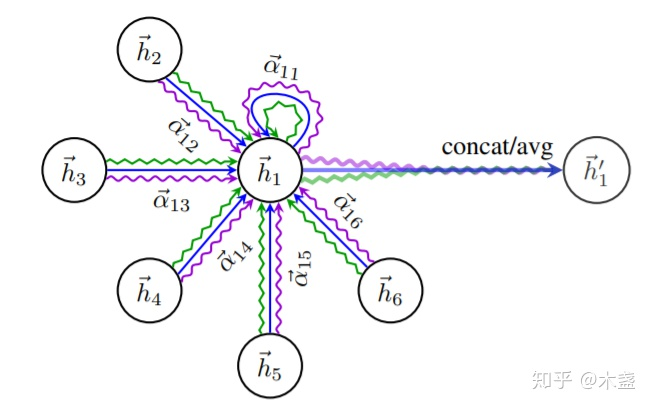 h⃗₂
α⃗₁₁
α⃗₁₂
concat/avg
h⃗₃
h⃗₁
h⃗′₁
α⃗₁₃
α⃗₁₆
α⃗₁₄
α⃗₁₅
h⃗₄
h⃗₆
h⃗₅
知乎 @木盏